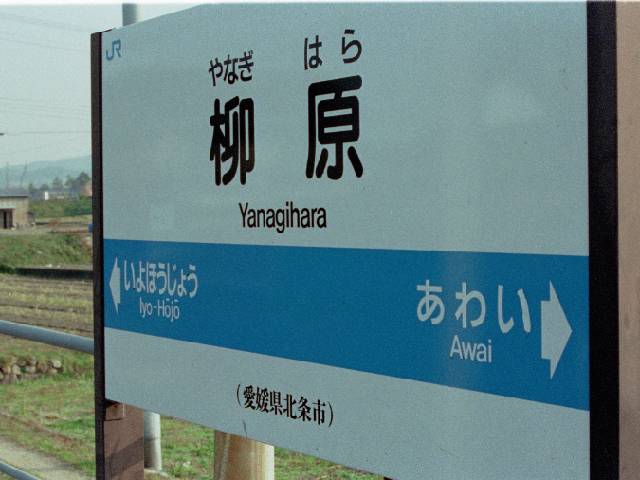 JR
やなぎ はら
柳原
Yanagihara
いよほうじょう
Iyo-Hōjō
あわい
Awai
(愛媛県北条市)